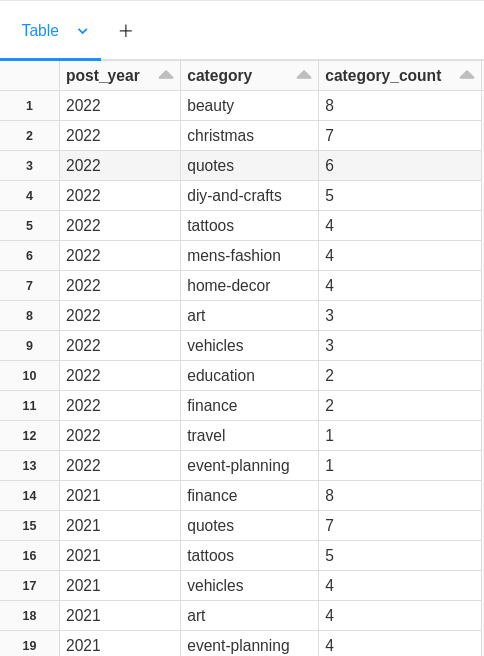 Table +
post_year category category_count
1 2022 beauty 8
2 2022 christmas 7
3 2022 quotes 6
4 2022 diy-and-crafts 5
5 2022 tattoos 4
6 2022 mens-fashion 4
7 2022 home-decor 4
8 2022 art 3
9 2022 vehicles 3
10 2022 education 2
11 2022 finance 2
12 2022 travel 1
13 2022 event-planning 1
14 2021 finance 8
15 2021 quotes 7
16 2021 tattoos 5
17 2021 vehicles 4
18 2021 art 4
19 2021 event-planning 4